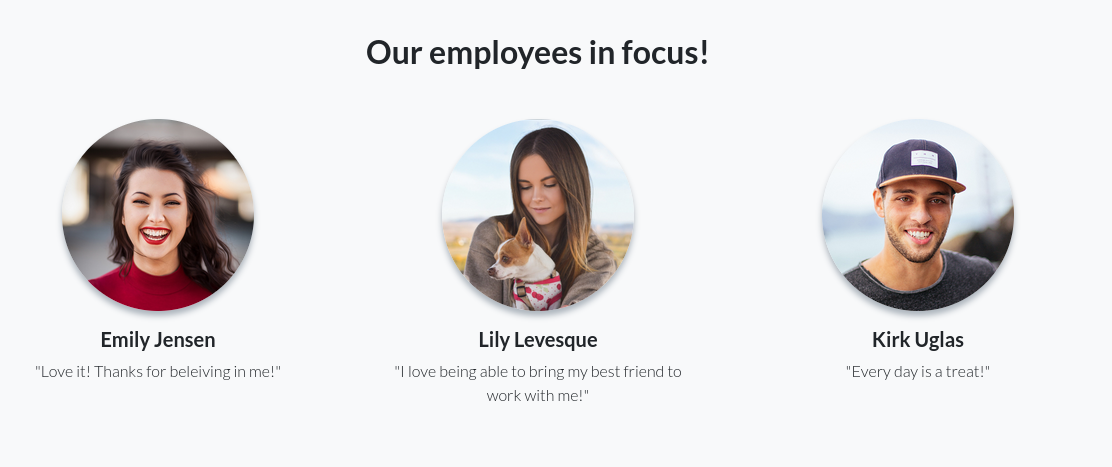 Our employees in focus!
Emily Jensen
"Love it! Thanks for beleiving in me!"
Lily Levesque
"I love being able to bring my best friend to
work with me!"
Kirk Uglas
"Every day is a treat!"